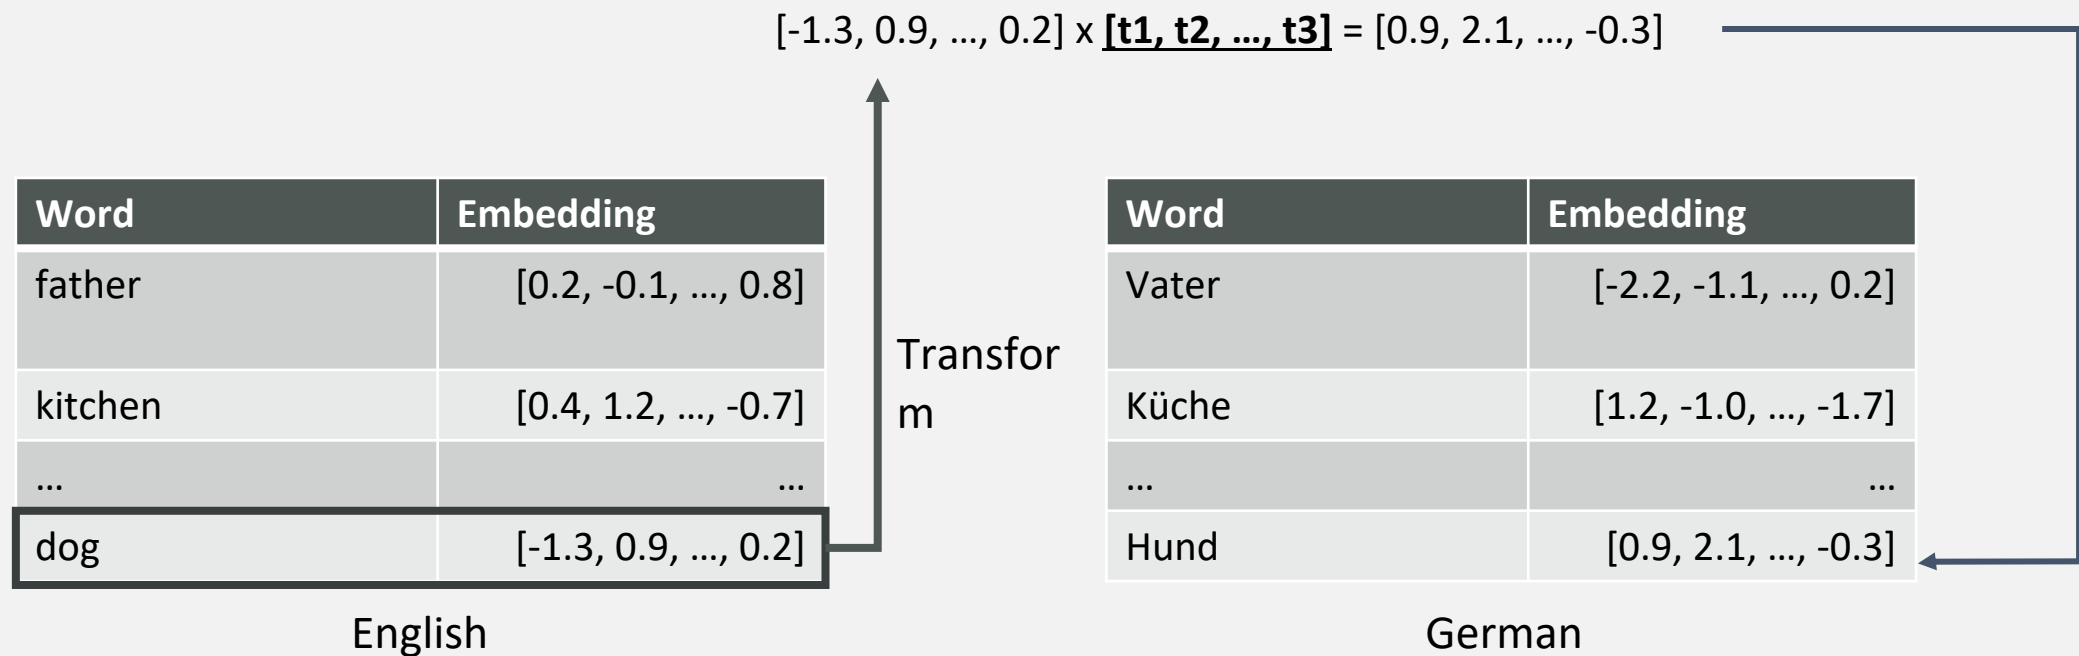 [-1.3, 0.9, …, 0.2] x [t1, t2, …, t3] = [0.9, 2.1, …, -0.3]
Word Embedding
father [0.2, -0.1, …, 0.8]
kitchen [0.4, 1.2, …, -0.7]
… …
dog [-1.3, 0.9, …, 0.2]
English
Transfor
m
Word Embedding
Vater [-2.2, -1.1, …, 0.2]
Küche [1.2, -1.0, …, -1.7]
… …
Hund [0.9, 2.1, …, -0.3]
German